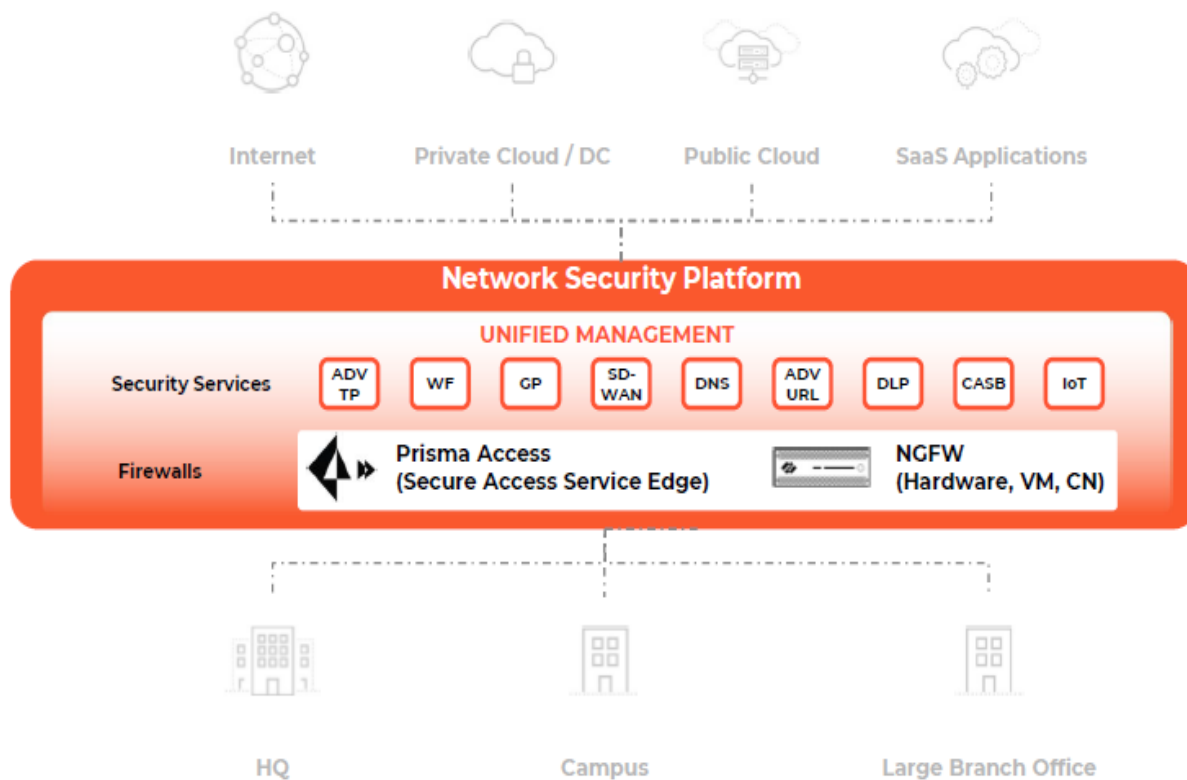 Internet
Private Cloud / DC
Public Cloud
SaaS Applications
Network Security Platform
UNIFIED MANAGEMENT
Security Services
ADV
TP
WF
GP
SD-
WAN
DNS
ADV
URL
DLP
CASB
IoT
Firewalls
Prisma Access
(Secure Access Service Edge)
NGFW
(Hardware, VM, CN)
HQ
Campus
Large Branch Office